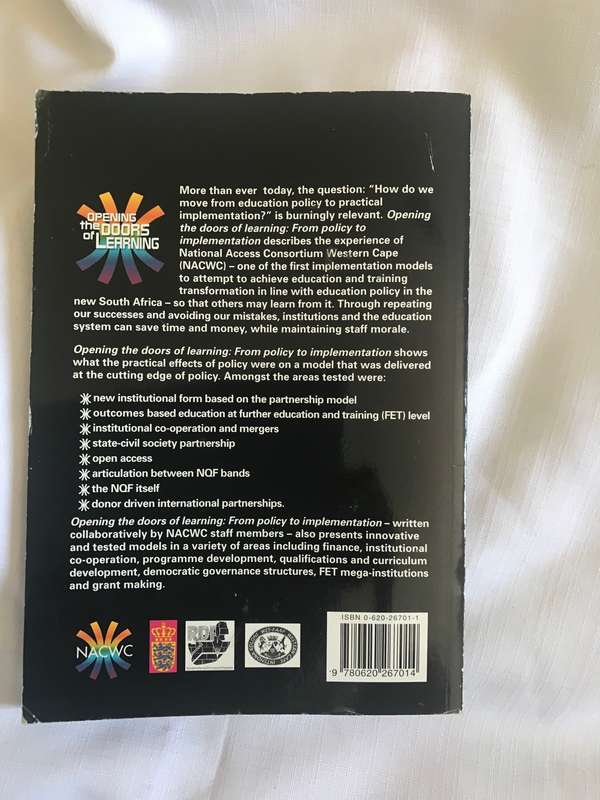 OPENING
the DOORS
of LEARNING
More than ever today, the question: "How do we
move from education policy to practical
implementation?" is burningly relevant. Opening
the doors of learning: From policy to
implementation describes the experience of
National Access Consortium Western Cape
(NACWC) – one of the first implementation models
to attempt to achieve education and training
transformation in line with education policy in the
new South Africa – so that others may learn from it. Through repeating
our successes and avoiding our mistakes, institutions and the education
system can save time and money, while maintaining staff morale.
Opening the doors of learning: From policy to implementation shows
what the practical effects of policy were on a model that was delivered
at the cutting edge of policy. Amongst the areas tested were:
new institutional form based on the partnership model
outcomes based education at further education and training (FET) level
institutional co-operation and mergers
state-civil society partnership
open access
articulation between NQF bands
the NQF itself
donor driven international partnerships.
Opening the doors of learning: From policy to implementation – written
collaboratively by NACWC staff members – also presents innovative
and tested models in a variety of areas including finance, institutional
co-operation, programme development, qualifications and curriculum
development, democratic governance structures, FET mega-institutions
and grant making.
NACWC
RDP
ISBN 0-620-26701-1
9 780620 267014